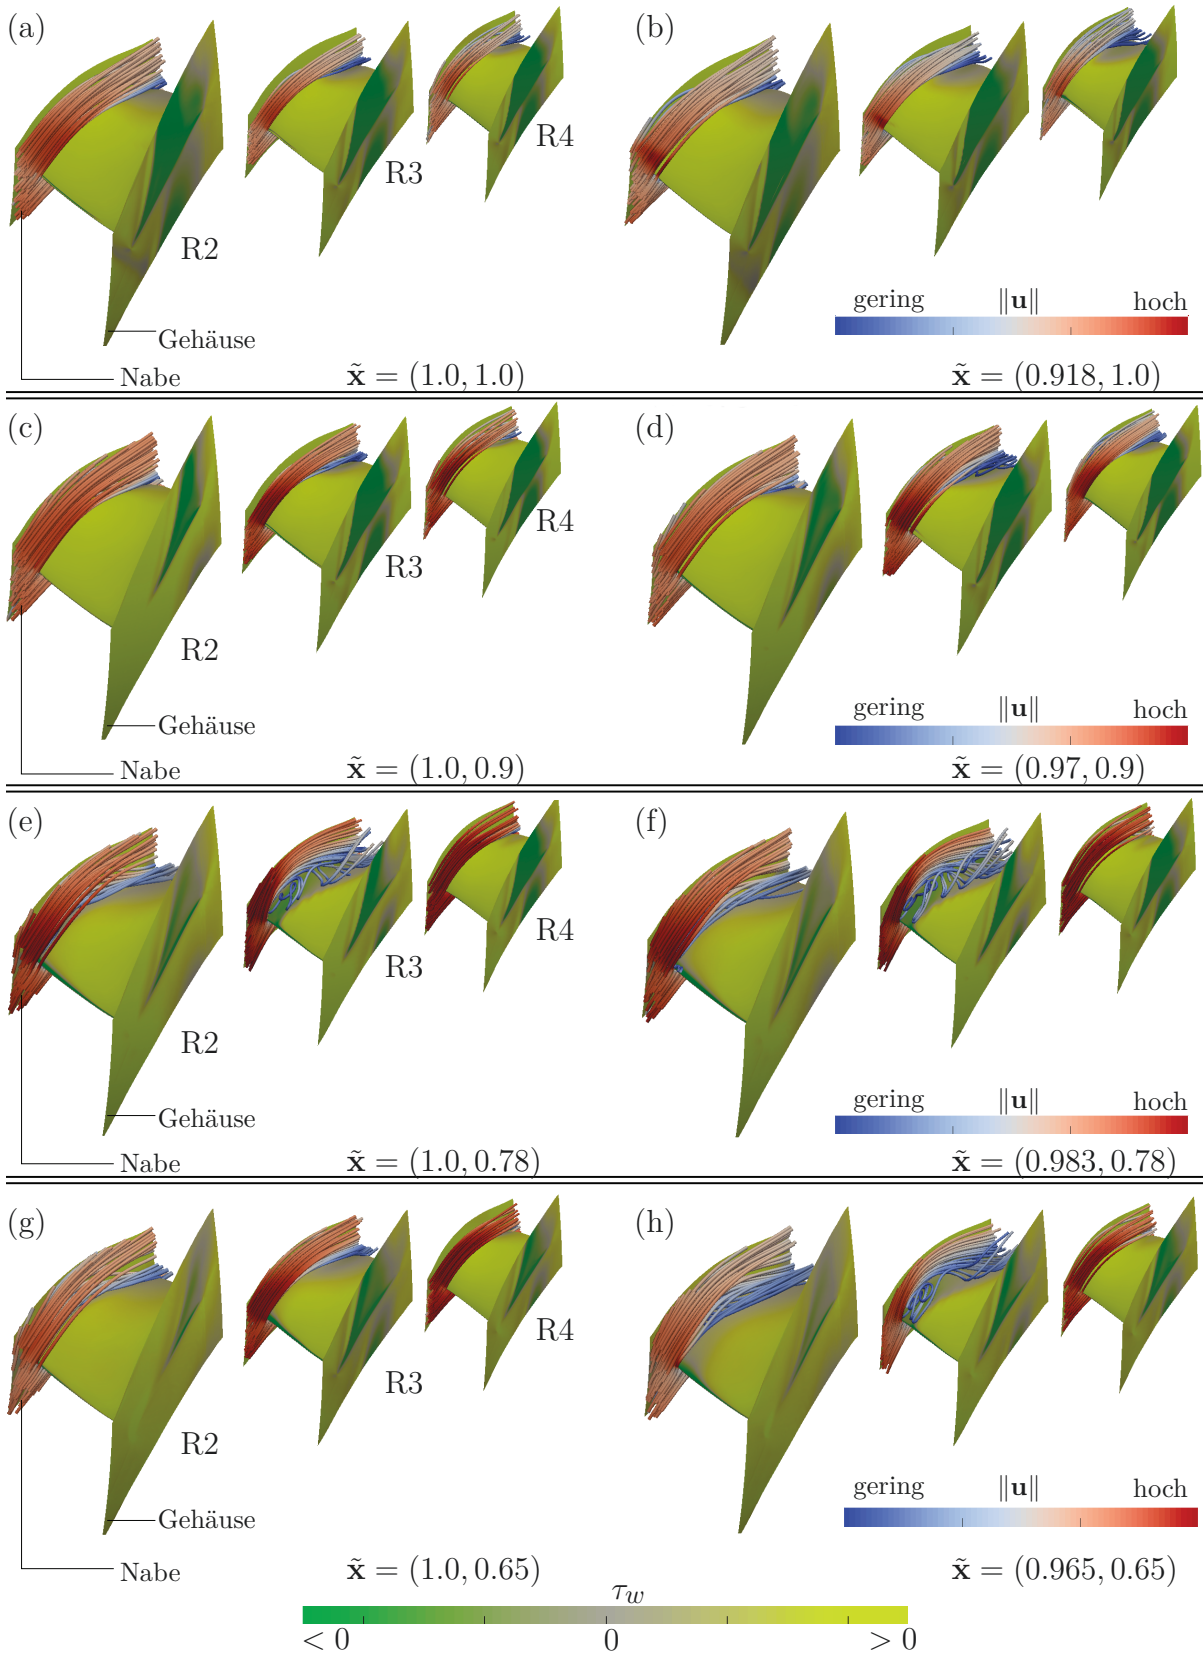 (a)
R2
R3
R4
Gehäuse
Nabe
x̃ = (1.0, 1.0)
(b)
gering ‖u‖ hoch
x̃ = (0.918, 1.0)
(c)
R2
R3
R4
Gehäuse
Nabe
x̃ = (1.0, 0.9)
(d)
gering ‖u‖ hoch
x̃ = (0.97, 0.9)
(e)
R2
R3
R4
Gehäuse
Nabe
x̃ = (1.0, 0.78)
(f)
gering ‖u‖ hoch
x̃ = (0.983, 0.78)
(g)
R2
R3
R4
Gehäuse
Nabe
x̃ = (1.0, 0.65)
(h)
gering ‖u‖ hoch
x̃ = (0.965, 0.65)
τw
< 0 0 > 0